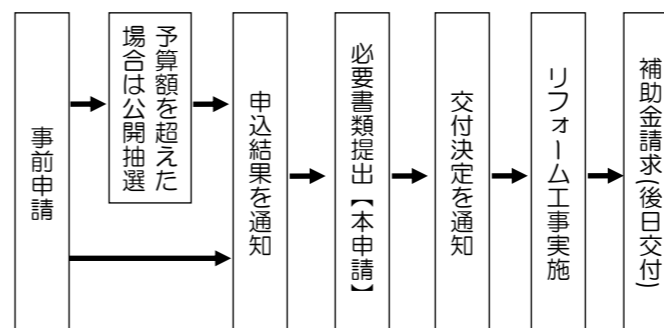 事前申請
予算額を超えた
場合は公開抽選
申込結果を通知
必要書類提出【本申請】
交付決定を通知
リフォーム工事実施
補助金請求(後日交付)